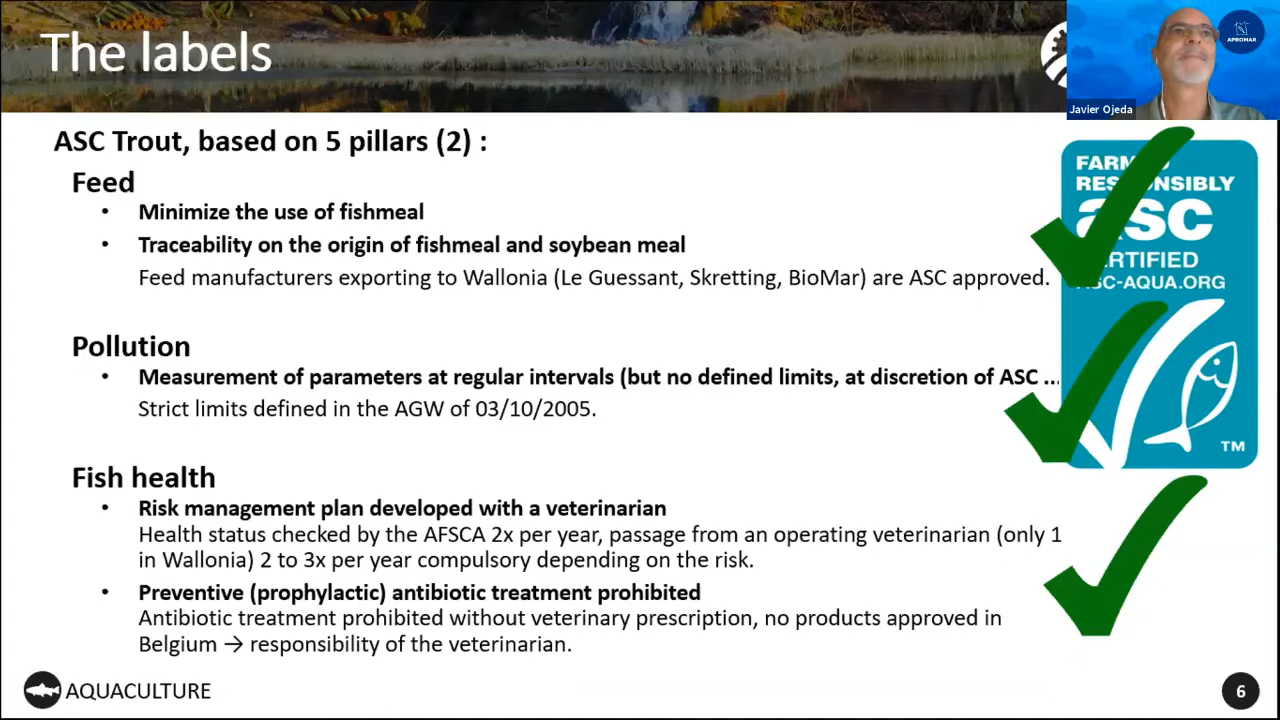 The labels
APROMAR
Javier Ojeda
ASC Trout, based on 5 pillars (2) :
Feed
• Minimize the use of fishmeal
• Traceability on the origin of fishmeal and soybean meal
Feed manufacturers exporting to Wallonia (Le Guessant, Skretting, BioMar) are ASC approved.
Pollution
• Measurement of parameters at regular intervals (but no defined limits, at discretion of ASC ...
Strict limits defined in the AGW of 03/10/2005.
Fish health
• Risk management plan developed with a veterinarian
Health status checked by the AFSCA 2x per year, passage from an operating veterinarian (only 1
in Wallonia) 2 to 3x per year compulsory depending on the risk.
• Preventive (prophylactic) antibiotic treatment prohibited
Antibiotic treatment prohibited without veterinary prescription, no products approved in
Belgium → responsibility of the veterinarian.
asc
TM
AQUACULTURE
6